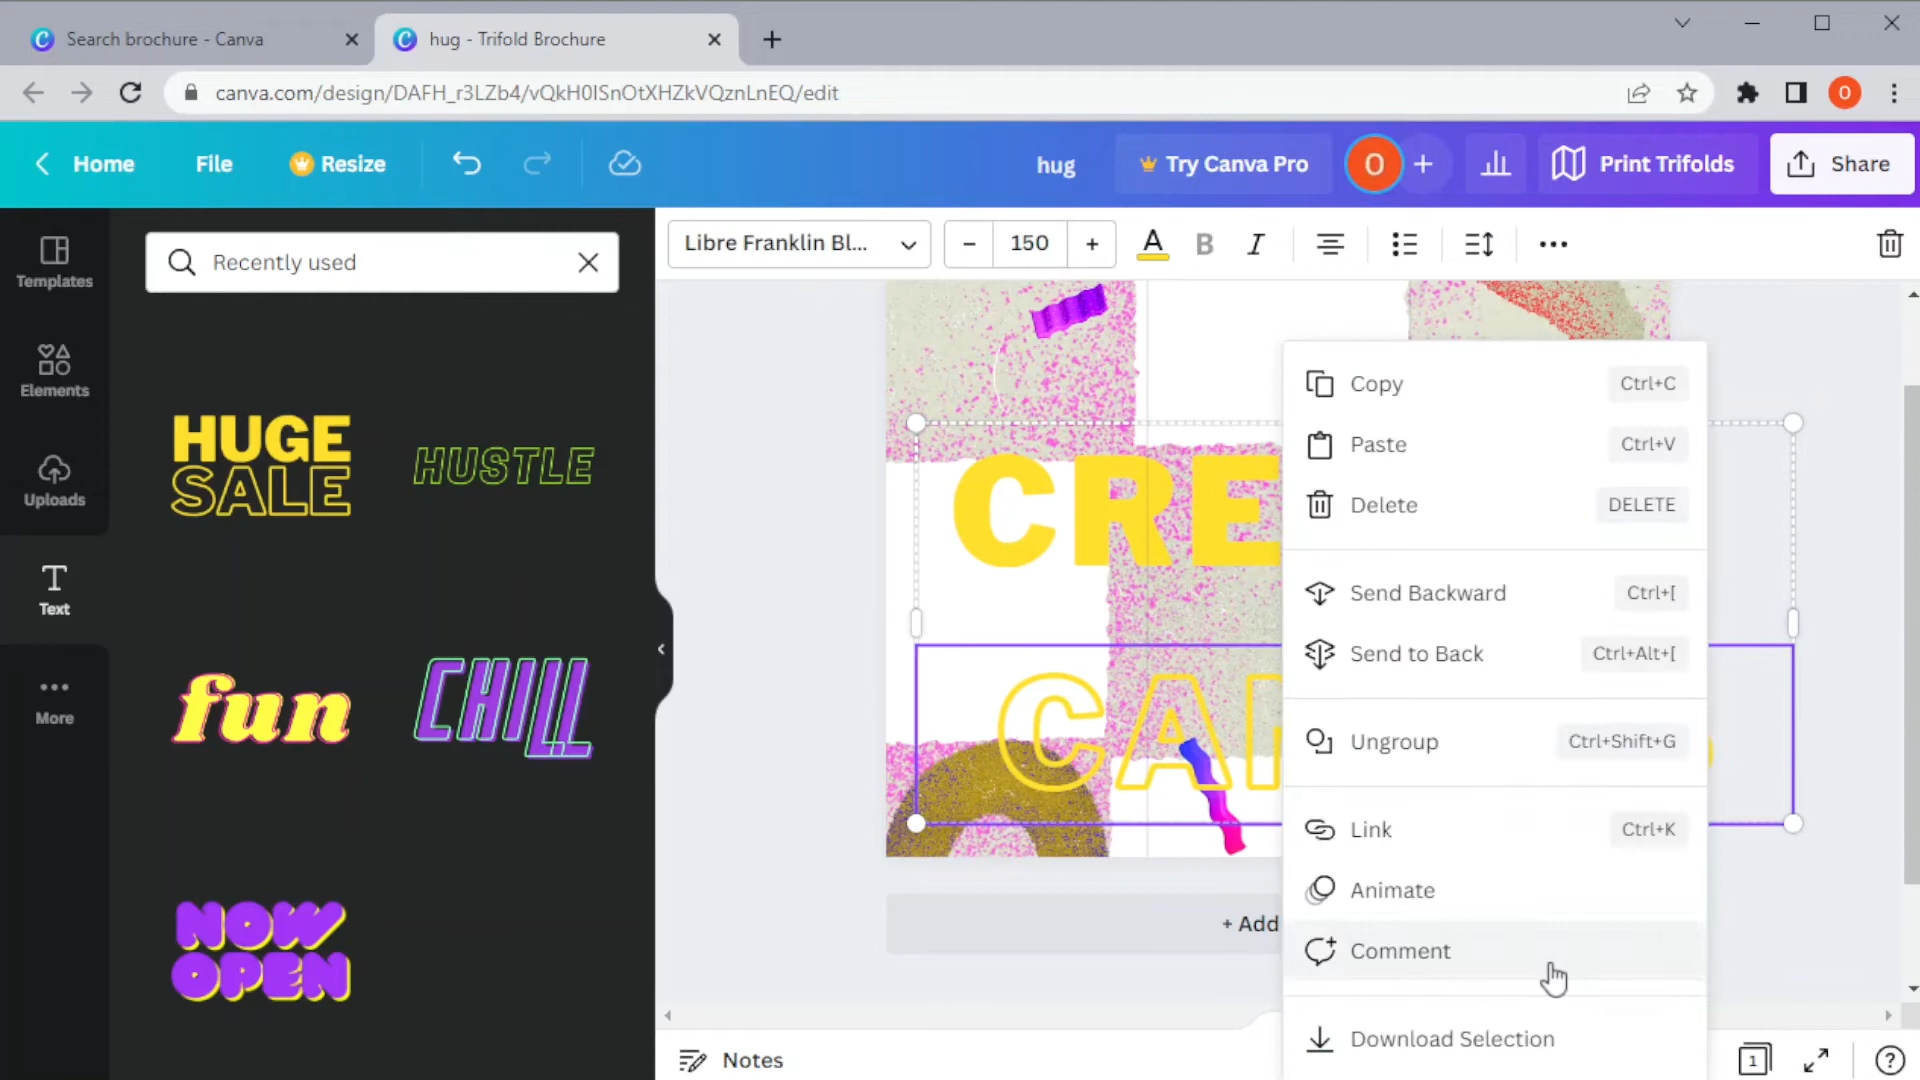 Search brochure - Canva
hug - Trifold Brochure
canva.com/design/DAFH_r3LZb4/vQkH0ISnOtXHZkVQznLnEQ/edit
O
Home
File
Resize
hug
Try Canva Pro
O
Print Trifolds
Share
Templates
Elements
Uploads
Text
More
Recently used
HUGE
SALE
HUSTLE
fun
CHILL
NOW
OPEN
Libre Franklin Bl...
150
A
B
I
CRE
CA
Copy
Ctrl+C
Paste
Ctrl+V
Delete
DELETE
Send Backward
Ctrl+[
Send to Back
Ctrl+Alt+[
Ungroup
Ctrl+Shift+G
Link
Ctrl+K
Animate
Comment
Download Selection
+ Add
Notes
1
?